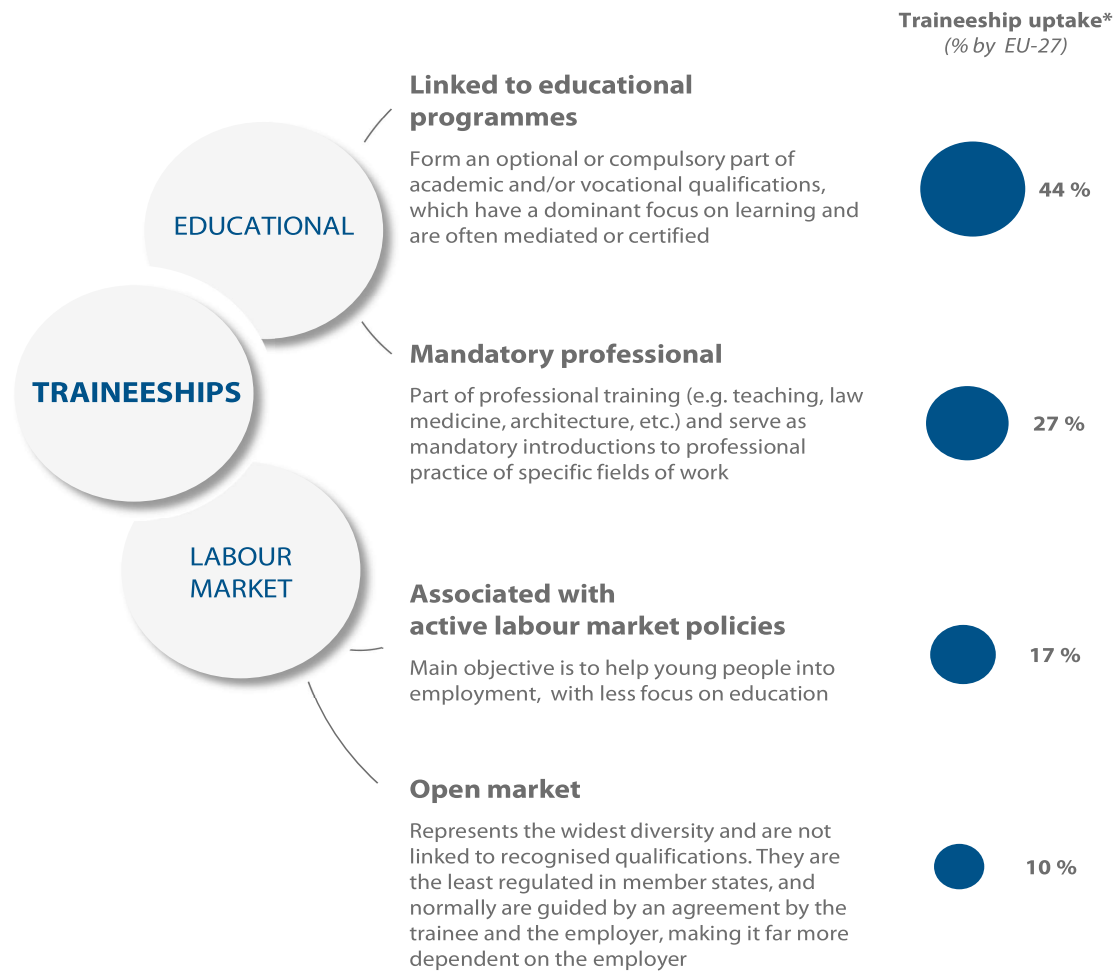 Traineeship uptake*
(% by EU-27)
Linked to educational
programmes
Form an optional or compulsory part of
academic and/or vocational qualifications,
which have a dominant focus on learning and
are often mediated or certified
44 %
EDUCATIONAL
Mandatory professional
Part of professional training (e.g. teaching, law
medicine, architecture, etc.) and serve as
mandatory introductions to professional
practice of specific fields of work
27 %
TRAINEESHIPS
LABOUR
MARKET
Associated with
active labour market policies
Main objective is to help young people into
employment, with less focus on education
17 %
Open market
Represents the widest diversity and are not
linked to recognised qualifications. They are
the least regulated in member states, and
normally are guided by an agreement by the
trainee and the employer, making it far more
dependent on the employer
10 %